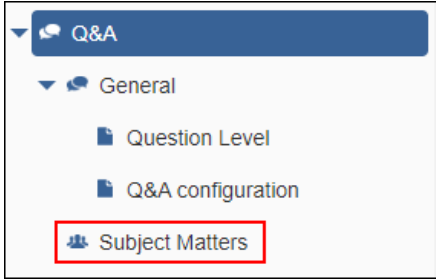 Q&A
General
Question Level
Q&A configuration
Subject Matters